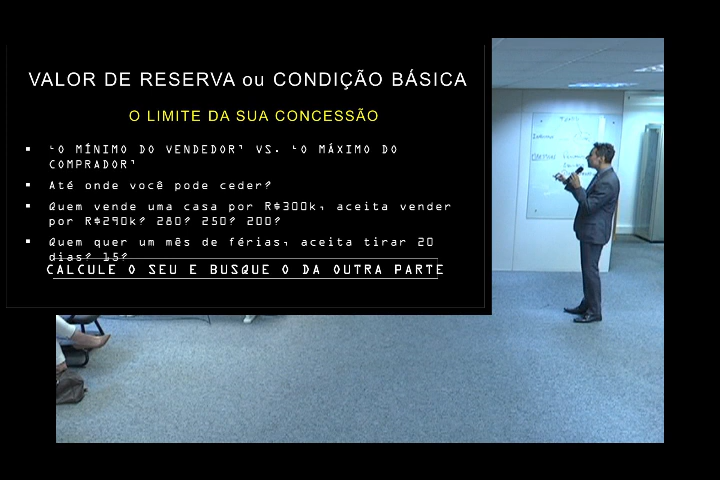 VALOR DE RESERVA ou CONDIÇÃO BÁSICA
O LIMITE DA SUA CONCESSÃO
▪ 'O MÍNIMO DO VENDEDOR' VS. 'O MÁXIMO DO
COMPRADOR'
▪ Até onde você pode ceder?
▪ Quem vende uma casa por R$300k, aceita vender
por R$290k? 280? 250? 200?
▪ Quem quer um mês de férias, aceita tirar 20
dias? 15?
CALCULE O SEU E BUSQUE O DA OUTRA PARTE